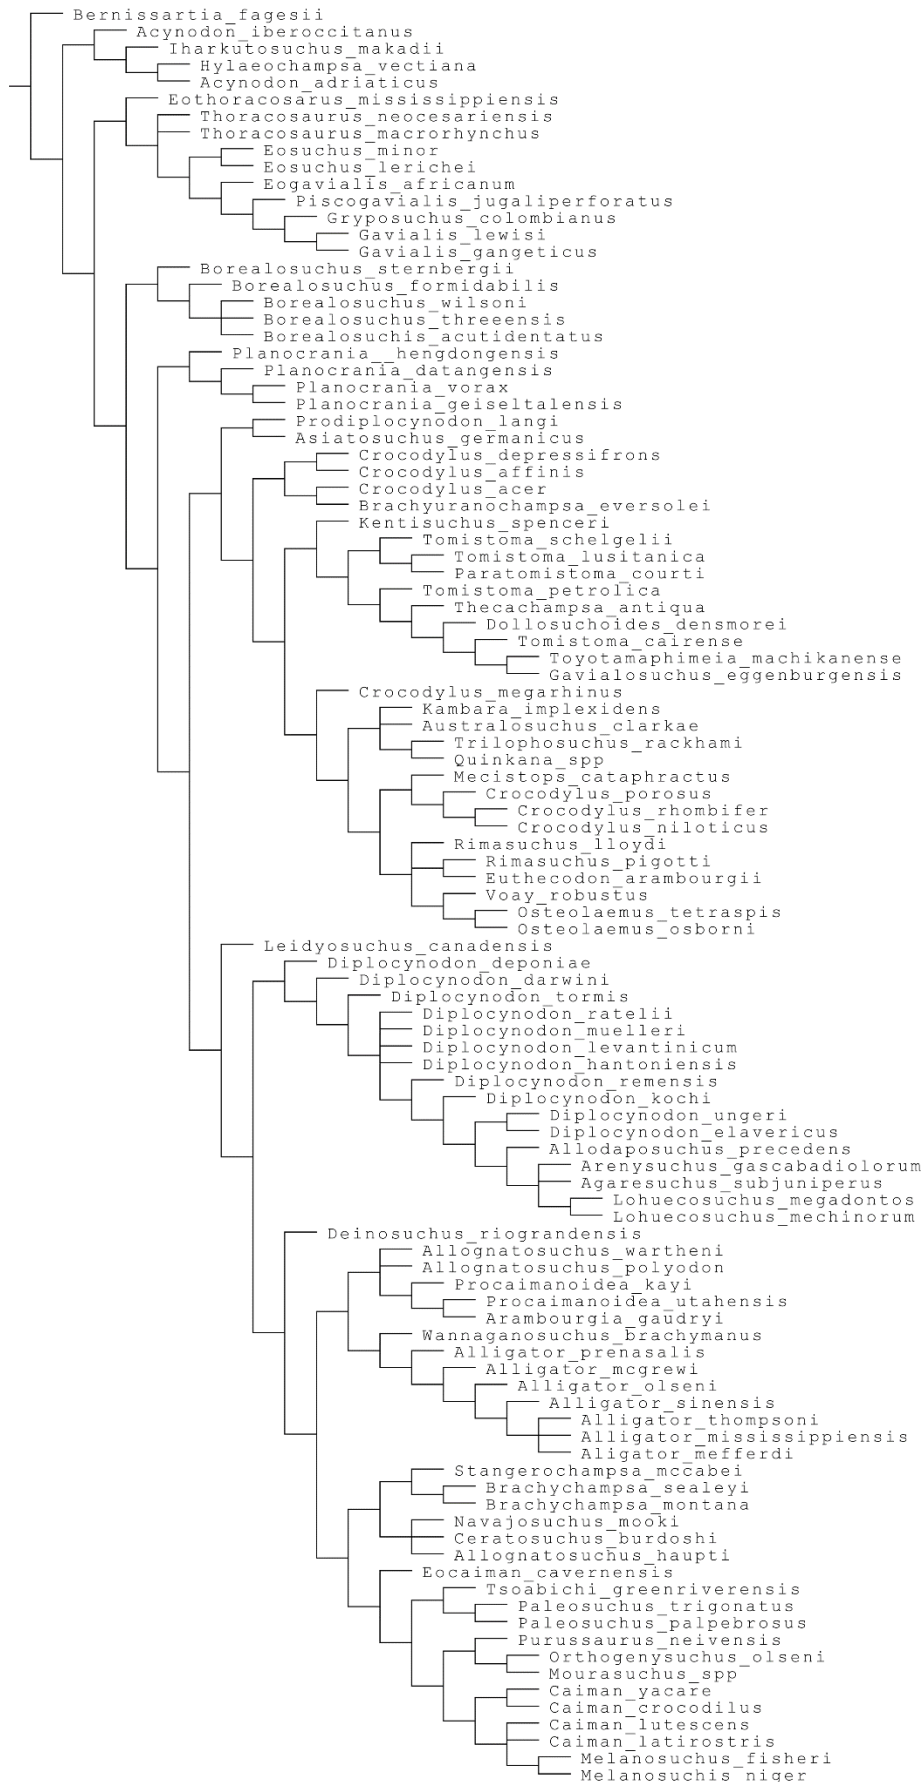 Bernissartia_fagesii
Acynodon_iberoccitanus
Iharkutosuchus_makadii
Hylaeochampsa_vectiana
Acynodon_adriaticus
Eothoracosarus_mississippiensis
Thoracosaurus_neocesariensis
Thoracosaurus_macrorhynchus
Eosuchus_minor
Eosuchus_lerichei
Eogavialis_africanum
Piscogavialis_jugaliperforatus
Gryposuchus_colombianus
Gavialis_lewisi
Gavialis_gangeticus
Borealosuchus_sternbergii
Borealosuchus_formidabilis
Borealosuchus_wilsoni
Borealosuchus_threeensis
Borealosuchis_acutidentatus
Planocrania__hengdongensis
Planocrania_datangensis
Planocrania_vorax
Planocrania_geiseltalensis
Prodiplocynodon_langi
Asiatosuchus_germanicus
Crocodylus_depressifrons
Crocodylus_affinis
Crocodylus_acer
Brachyuranochampsa_eversolei
Kentisuchus_spenceri
Tomistoma_schelgelii
Tomistoma_lusitanica
Paratomistoma_courti
Tomistoma_petrolica
Thecachampsa_antiqua
Dollosuchoides_densmorei
Tomistoma_cairense
Toyotamaphimeia_machikanense
Gavialosuchus_eggenburgensis
Crocodylus_megarhinus
Kambara_implexidens
Australosuchus_clarkae
Trilophosuchus_rackhami
Quinkana_spp
Mecistops_cataphractus
Crocodylus_porosus
Crocodylus_rhombifer
Crocodylus_niloticus
Rimasuchus_lloydi
Rimasuchus_pigotti
Euthecodon_arambourgii
Voay_robustus
Osteolaemus_tetraspis
Osteolaemus_osborni
Leidyosuchus_canadensis
Diplocynodon_deponiae
Diplocynodon_darwini
Diplocynodon_tormis
Diplocynodon_ratelii
Diplocynodon_muelleri
Diplocynodon_levantinicum
Diplocynodon_hantoniensis
Diplocynodon_remensis
Diplocynodon_kochi
Diplocynodon_ungeri
Diplocynodon_elavericus
Allodaposuchus_precedens
Arenysuchus_gascabadiolorum
Agaresuchus_subjuniperus
Lohuecosuchus_megadontos
Lohuecosuchus_mechinorum
Deinosuchus_riograndensis
Allognatosuchus_wartheni
Allognatosuchus_polyodon
Procaimanoidea_kayi
Procaimanoidea_utahensis
Arambourgia_gaudryi
Wannaganosuchus_brachymanus
Alligator_prenasalis
Alligator_mcgrewi
Alligator_olseni
Alligator_sinensis
Alligator_thompsoni
Alligator_mississippiensis
Aligator_mefferdi
Stangerochampsa_mccabei
Brachychampsa_sealeyi
Brachychampsa_montana
Navajosuchus_mooki
Ceratosuchus_burdoshi
Allognatosuchus_haupti
Eocaiman_cavernensis
Tsoabichi_greenriverensis
Paleosuchus_trigonatus
Paleosuchus_palpebrosus
Purussaurus_neivensis
Orthogenysuchus_olseni
Mourasuchus_spp
Caiman_yacare
Caiman_crocodilus
Caiman_lutescens
Caiman_latirostris
Melanosuchus_fisheri
Melanosuchis_niger